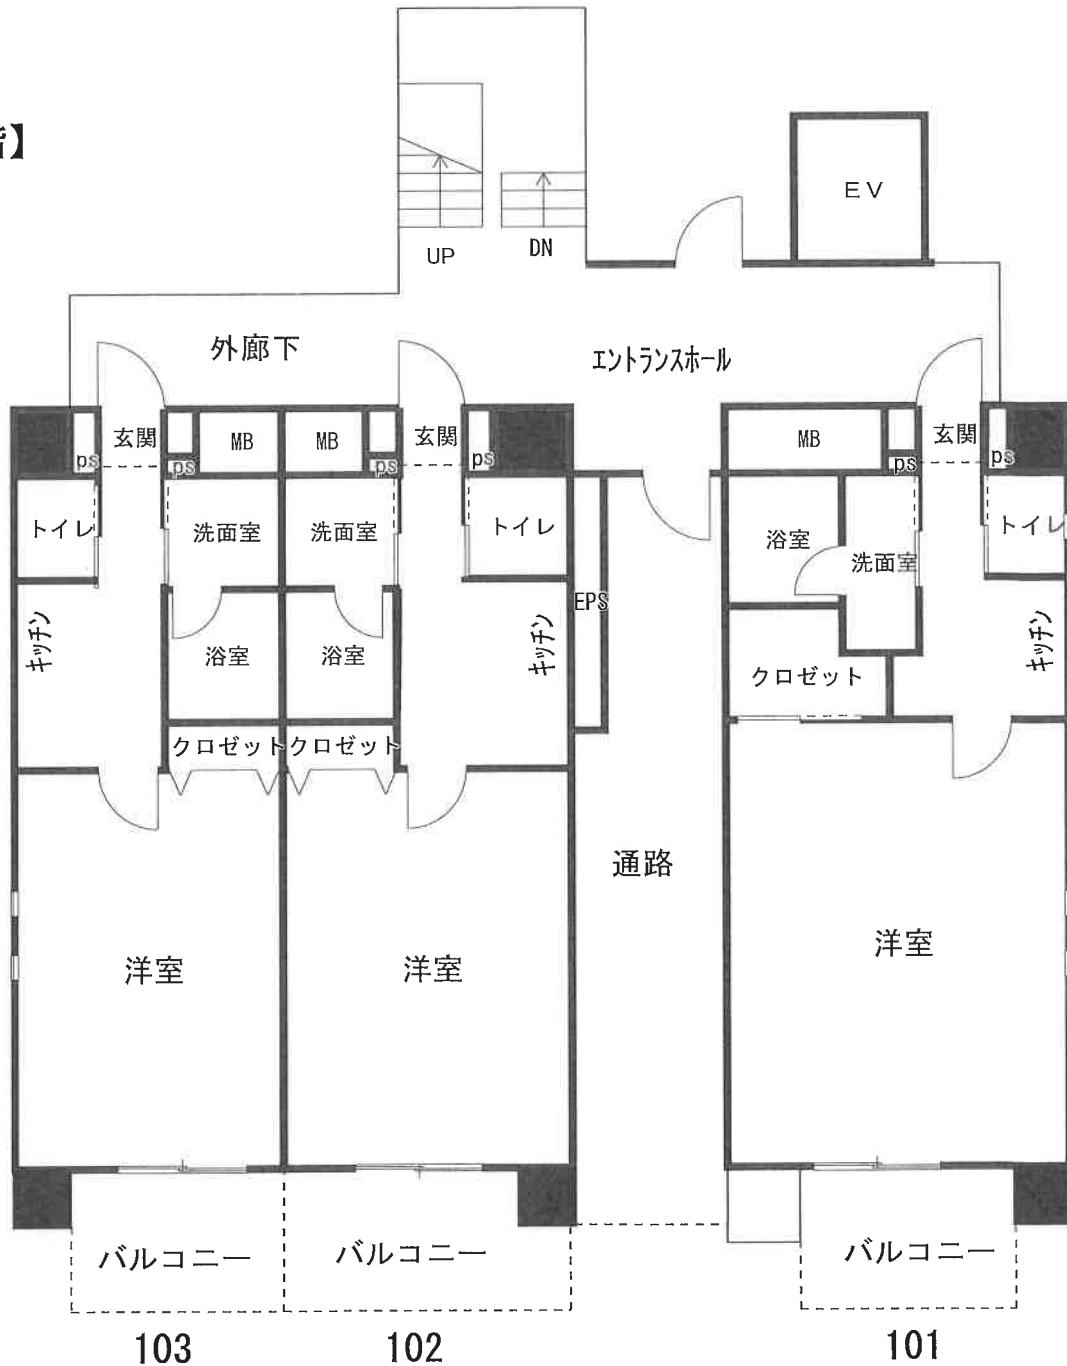 階】
EV
UP
DN
外廊下
エントランスホール
玄関
MB
MB
玄関
MB
玄関
ps
ps
ps
ps
ps
ps
トイレ
洗面室
洗面室
トイレ
浴室
洗面室
トイレ
EPS
キッチン
浴室
浴室
キッチン
クロゼット
キッチン
クロゼット
クロゼット
通路
洋室
洋室
洋室
バルコニー
バルコニー
バルコニー
103
102
101